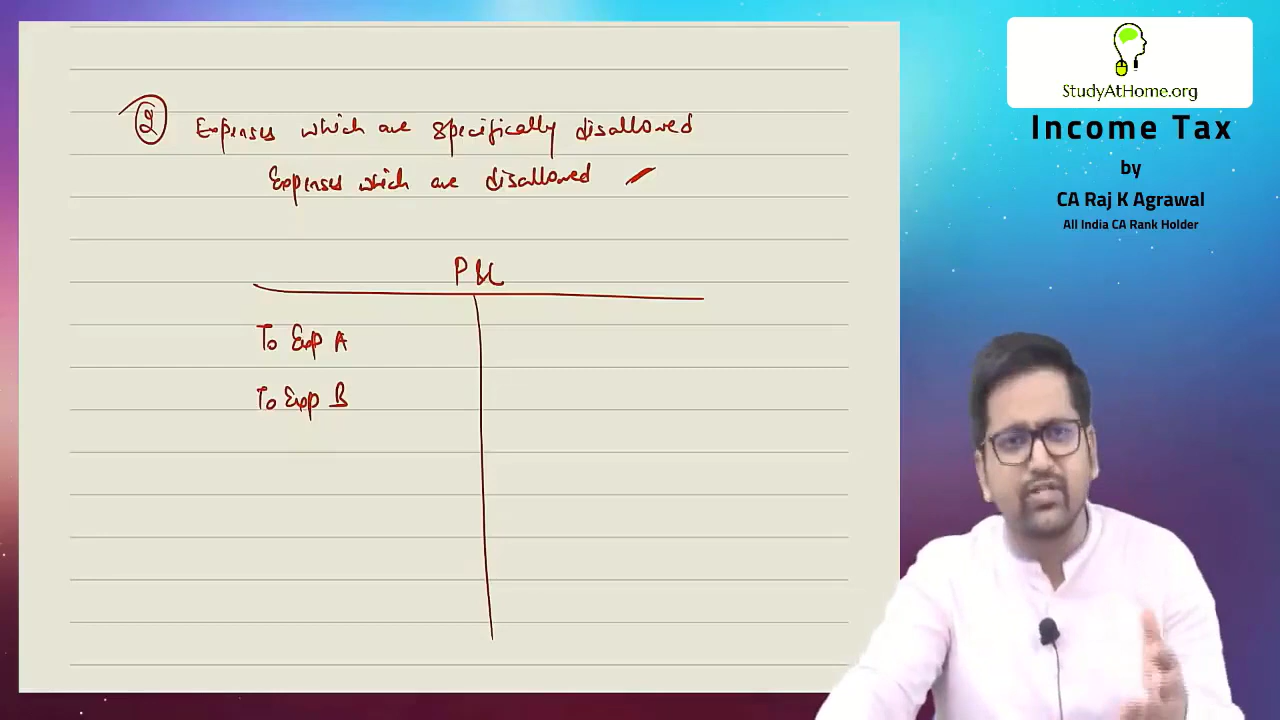 2 Expenses which are specifically disallowed
Expenses which are disallowed
P&L
To Exp A
To Exp B
StudyAtHome.org
Income Tax
by
CA Raj K Agrawal
All India CA Rank Holder